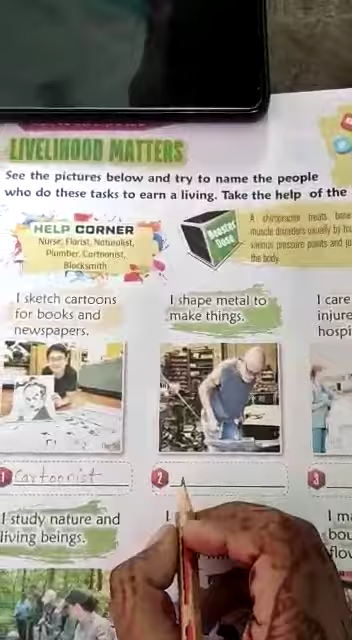 LIVELIHOOD MATTERS
See the pictures below and try to name the people
who do these tasks to earn a living. Take the help of the
HELP CORNER
Nurse, Florist, Naturalist,
Plumber, Cartoonist,
Blacksmith
Booster
Dose
A chiropractor treats bone
muscle disorders usually by
various pressure points and
the body.
I sketch cartoons
for books and
newspapers.
I shape metal to
make things.
I care
injure
hospi
1 Cartoonist
2
3
I study nature and
living beings.
I
I m
bou
flow